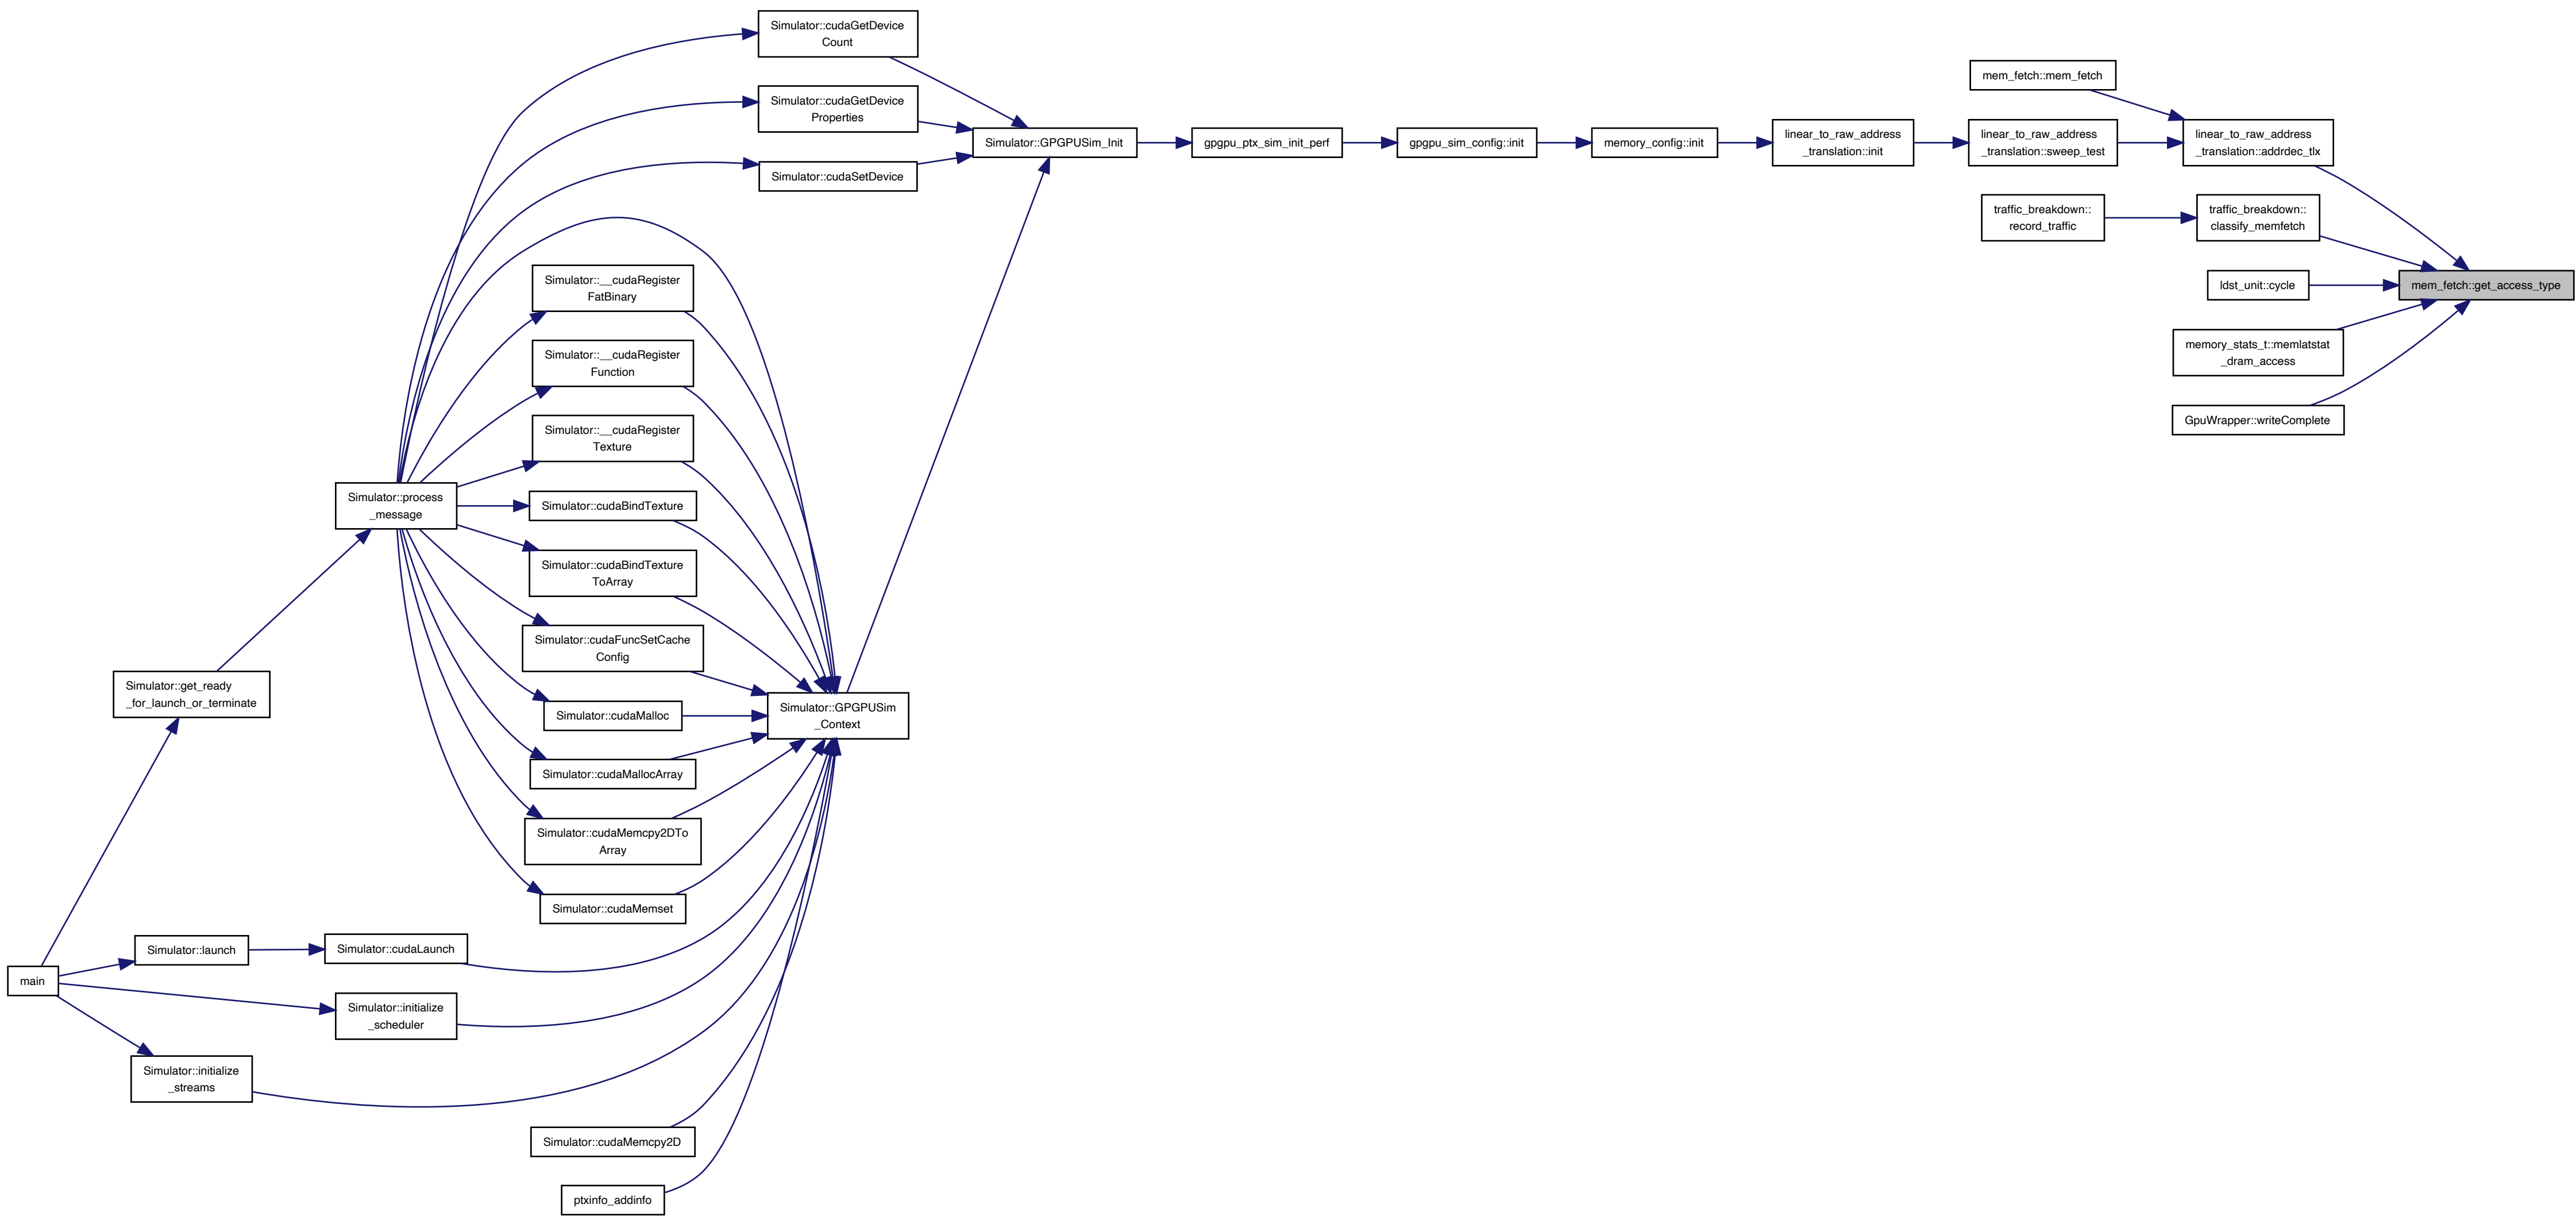 Simulator::cudaGetDevice
Count
Simulator::cudaGetDevice
Properties
Simulator::cudaSetDevice
Simulator::GPGPUSim_Init
gpgpu_ptx_sim_init_perf
gpgpu_sim_config::init
memory_config::init
linear_to_raw_address
_translation::init
linear_to_raw_address
_translation::sweep_test
mem_fetch::mem_fetch
linear_to_raw_address
_translation::addrdec_tlx
traffic_breakdown::
record_traffic
traffic_breakdown::
classify_memfetch
ldst_unit::cycle
mem_fetch::get_access_type
memory_stats_t::memlatstat
_dram_access
GpuWrapper::writeComplete
Simulator::__cudaRegister
FatBinary
Simulator::__cudaRegister
Function
Simulator::__cudaRegister
Texture
Simulator::process
_message
Simulator::cudaBindTexture
Simulator::cudaBindTexture
ToArray
Simulator::cudaFuncSetCache
Config
Simulator::get_ready
_for_launch_or_terminate
Simulator::cudaMalloc
Simulator::GPGPUSim
_Context
Simulator::cudaMallocArray
Simulator::cudaMemcpy2DTo
Array
Simulator::cudaMemset
Simulator::launch
Simulator::cudaLaunch
main
Simulator::initialize
_scheduler
Simulator::initialize
_streams
Simulator::cudaMemcpy2D
ptxinfo_addinfo